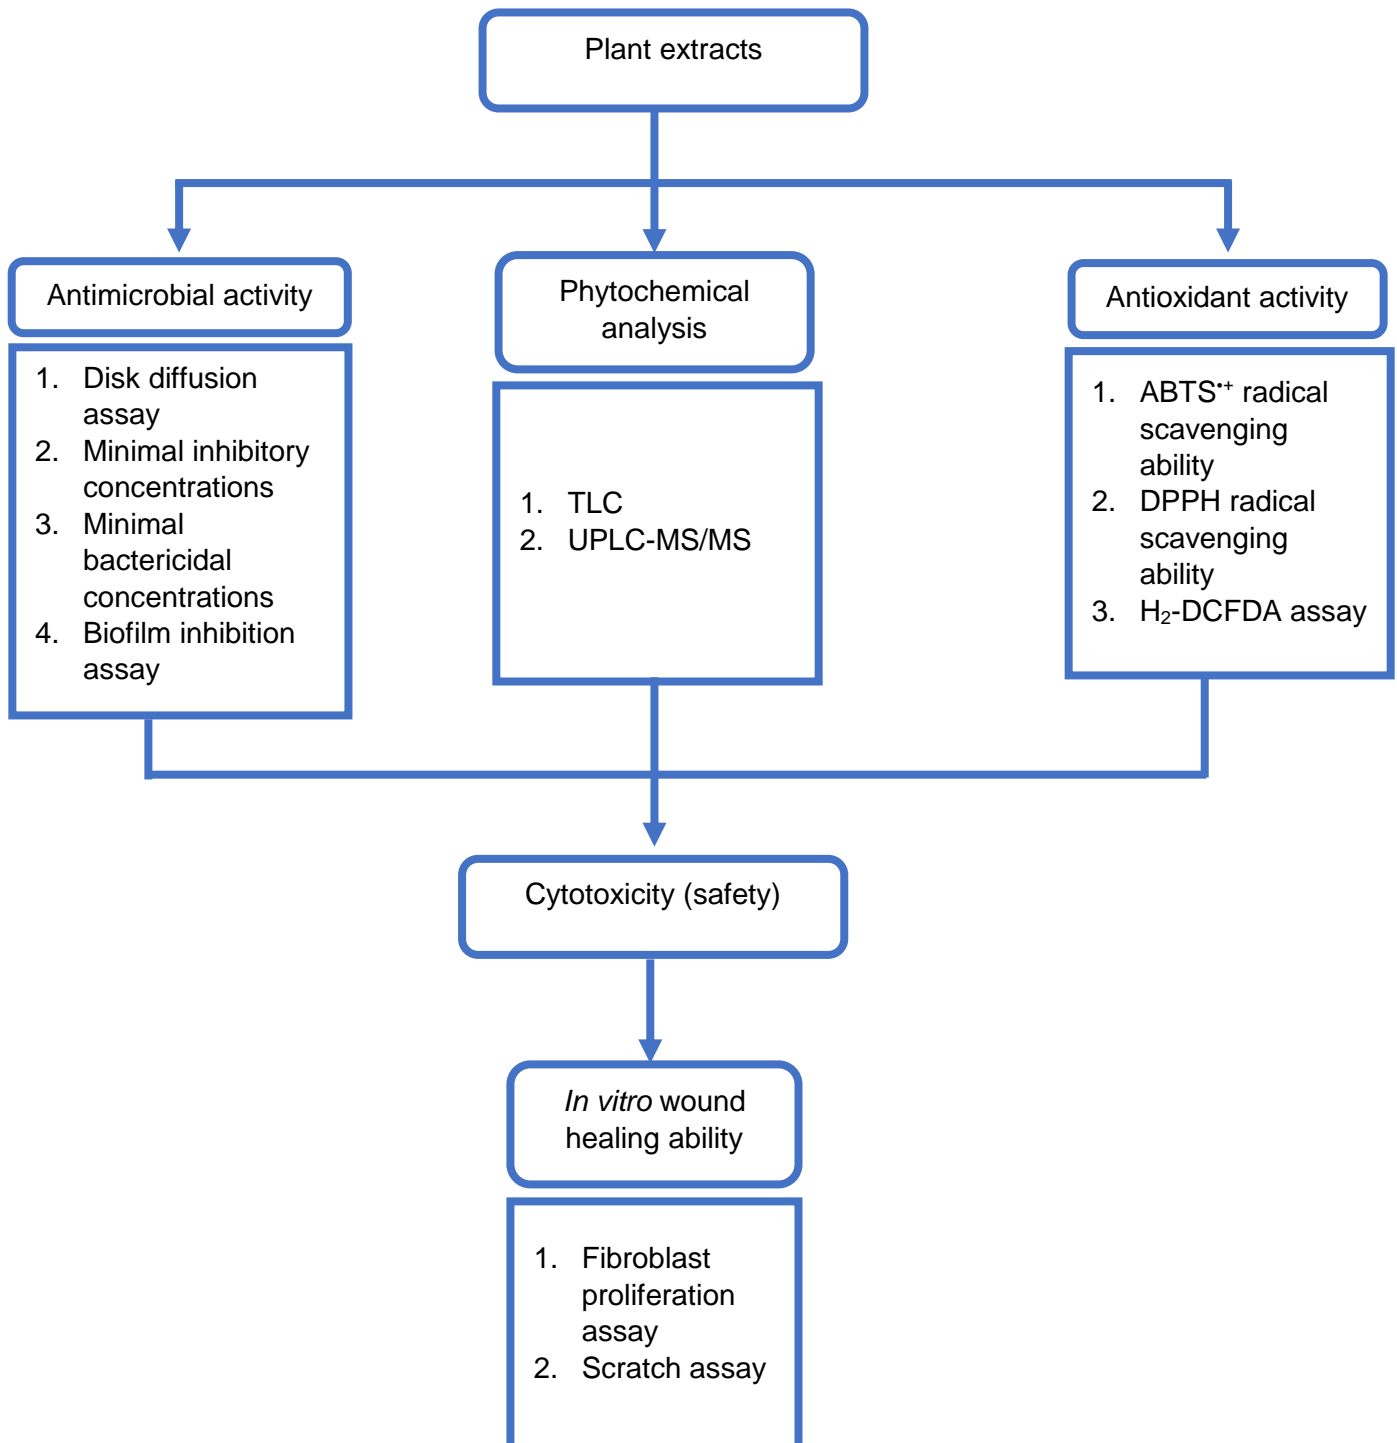 Plant extracts
Antimicrobial activity
1. Disk diffusion
assay
2. Minimal inhibitory
concentrations
3. Minimal
bactericidal
concentrations
4. Biofilm inhibition
assay
Phytochemical
analysis
1. TLC
2. UPLC-MS/MS
Antioxidant activity
1. ABTS•+ radical
scavenging
ability
2. DPPH radical
scavenging
ability
3. H₂-DCFDA assay
Cytotoxicity (safety)
In vitro wound
healing ability
1. Fibroblast
proliferation
assay
2. Scratch assay